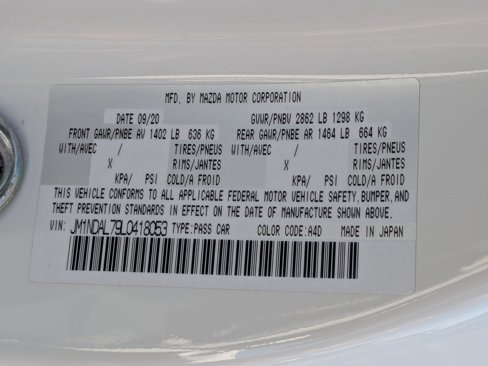 MFD. BY MAZDA MOTOR CORPORATION
DATE 09/20 GVWR/PNBV 2862 LB 1298 KG
FRONT GAWR/PNBE AV 1402 LB 636 KG REAR GAWR/PNBE AR 1464 LB 664 KG
WITH/AVEC / TIRES/PNEUS WITH/AVEC / TIRES/PNEUS
X RIMS/JANTES X RIMS/JANTES
KPA/ PSI COLD/A FROID KPA/ PSI COLD/A FROID
THIS VEHICLE CONFORMS TO ALL APPLICABLE FEDERAL MOTOR VEHICLE SAFETY, BUMPER, AND
THEFT PREVENTION STANDARDS IN EFFECT ON THE DATE OF MANUFACTURE SHOWN ABOVE.
VIN: JM1NDAL79L0418053 TYPE:PASS CAR COLOR CODE:A4D MADE IN JAPAN